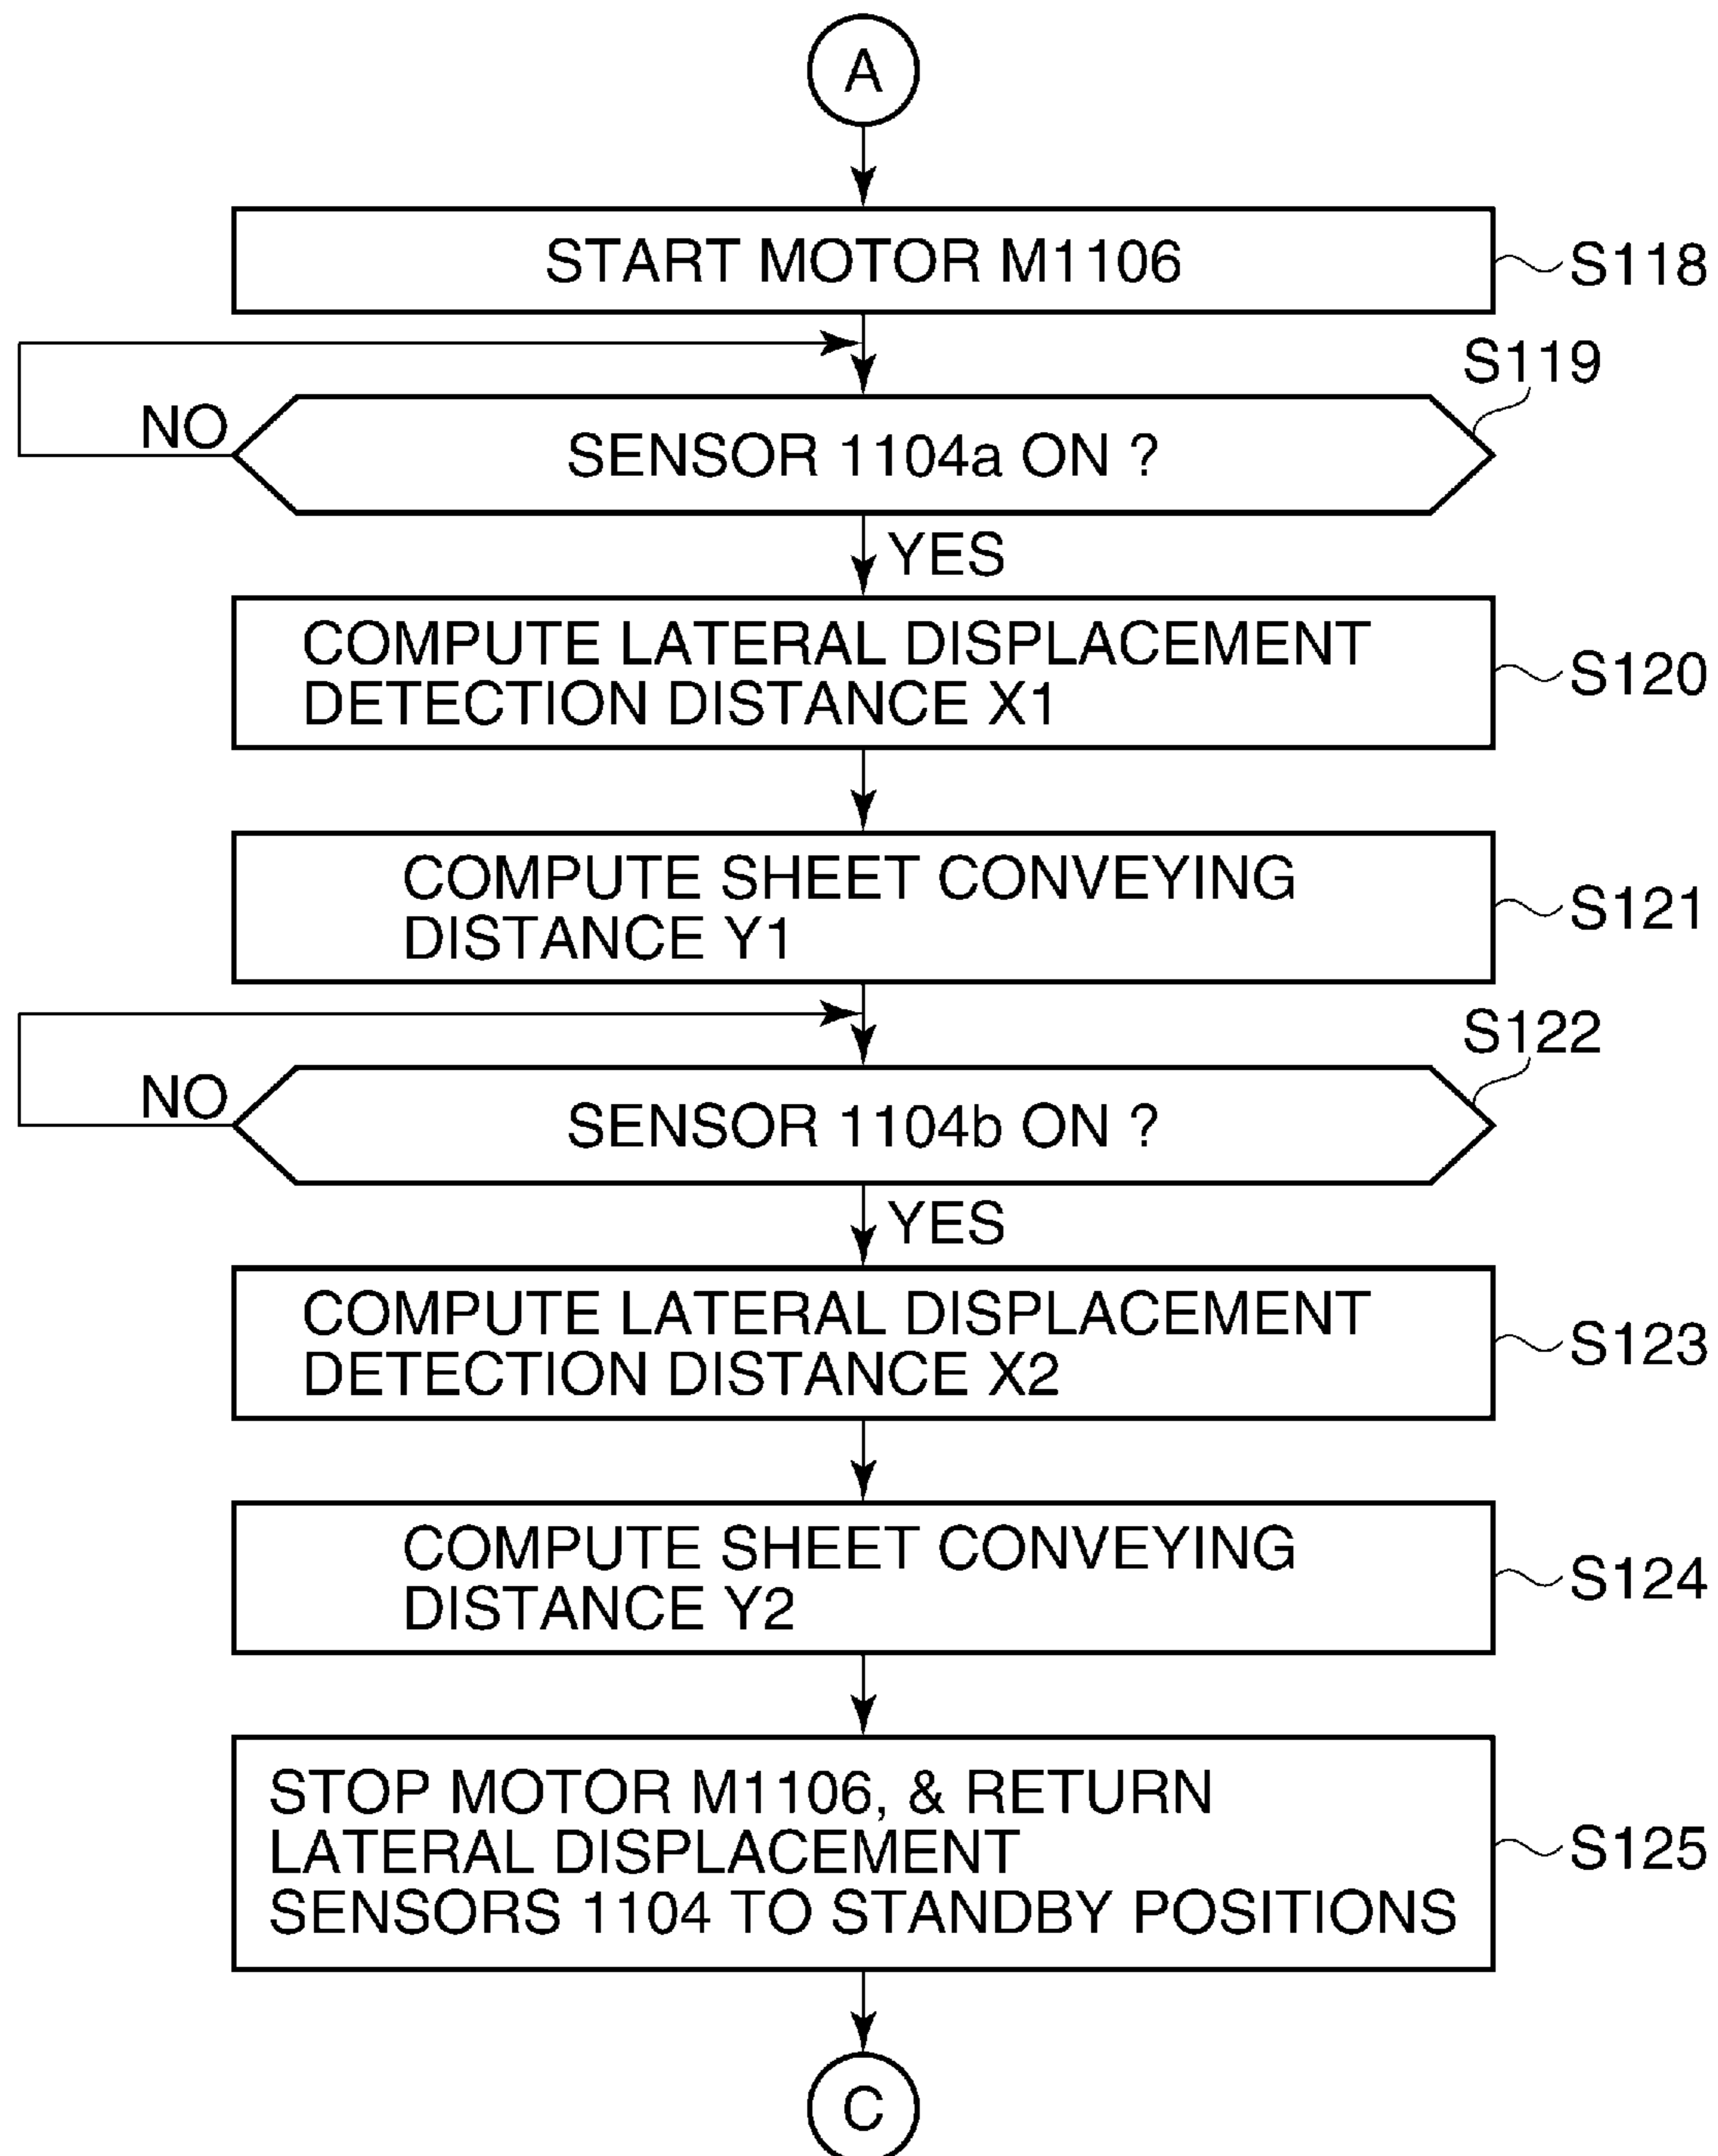 A
START MOTOR M1106
S118
S119
NO
SENSOR 1104a ON ?
YES
COMPUTE LATERAL DISPLACEMENT
DETECTION DISTANCE X1
S120
COMPUTE SHEET CONVEYING
DISTANCE Y1
S121
S122
NO
SENSOR 1104b ON ?
YES
COMPUTE LATERAL DISPLACEMENT
DETECTION DISTANCE X2
S123
COMPUTE SHEET CONVEYING
DISTANCE Y2
S124
STOP MOTOR M1106, & RETURN
LATERAL DISPLACEMENT
SENSORS 1104 TO STANDBY POSITIONS
S125
C